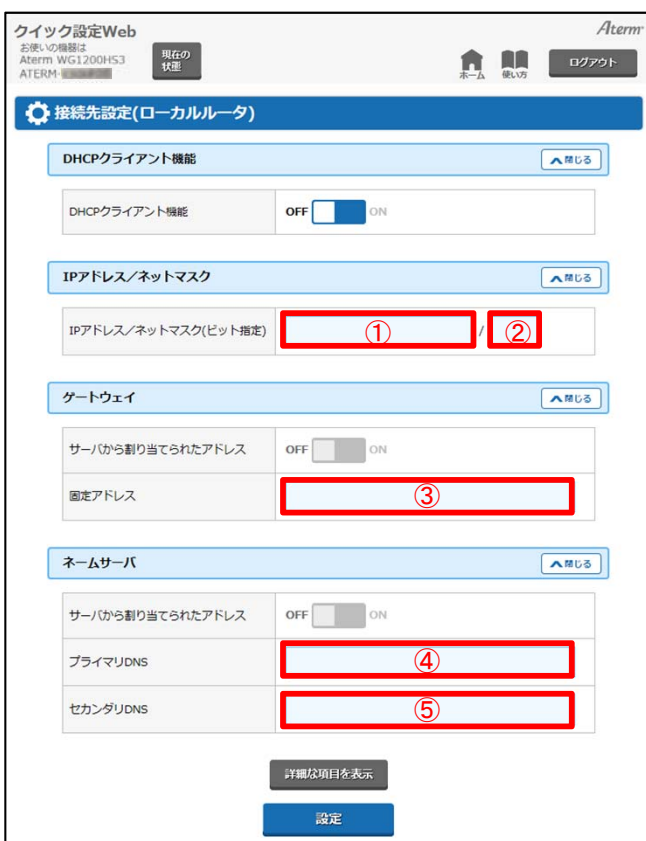 クイック設定Web
Aterm
お使いの機器は
Aterm WG1200HS3
ATERM-
現在の
状態
ホーム
使い方
ログアウト
接続先設定(ローカルルータ)
DHCPクライアント機能
閉じる
DHCPクライアント機能
OFF ON
IPアドレス／ネットマスク
閉じる
IPアドレス／ネットマスク(ビット指定)
① / ②
ゲートウェイ
閉じる
サーバから割り当てられたアドレス
OFF ON
固定アドレス
③
ネームサーバ
閉じる
サーバから割り当てられたアドレス
OFF ON
プライマリDNS
④
セカンダリDNS
⑤
詳細な項目を表示
設定